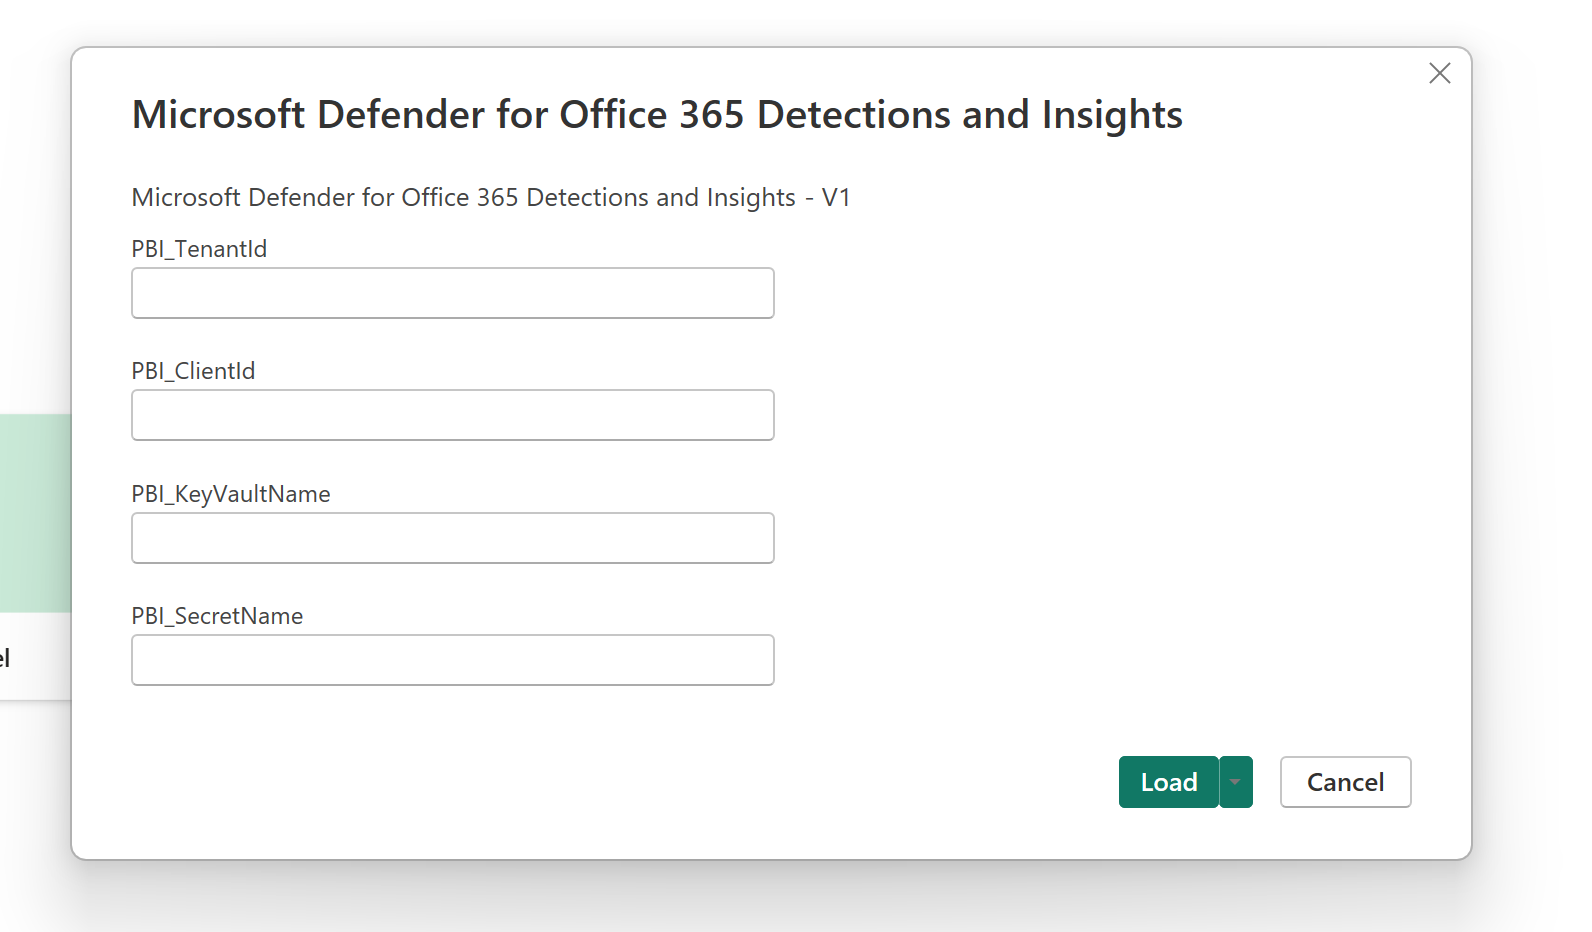 Microsoft Defender for Office 365 Detections and Insights
Microsoft Defender for Office 365 Detections and Insights - V1
PBI_TenantId
PBI_ClientId
PBI_KeyVaultName
PBI_SecretName
el
Load
Cancel